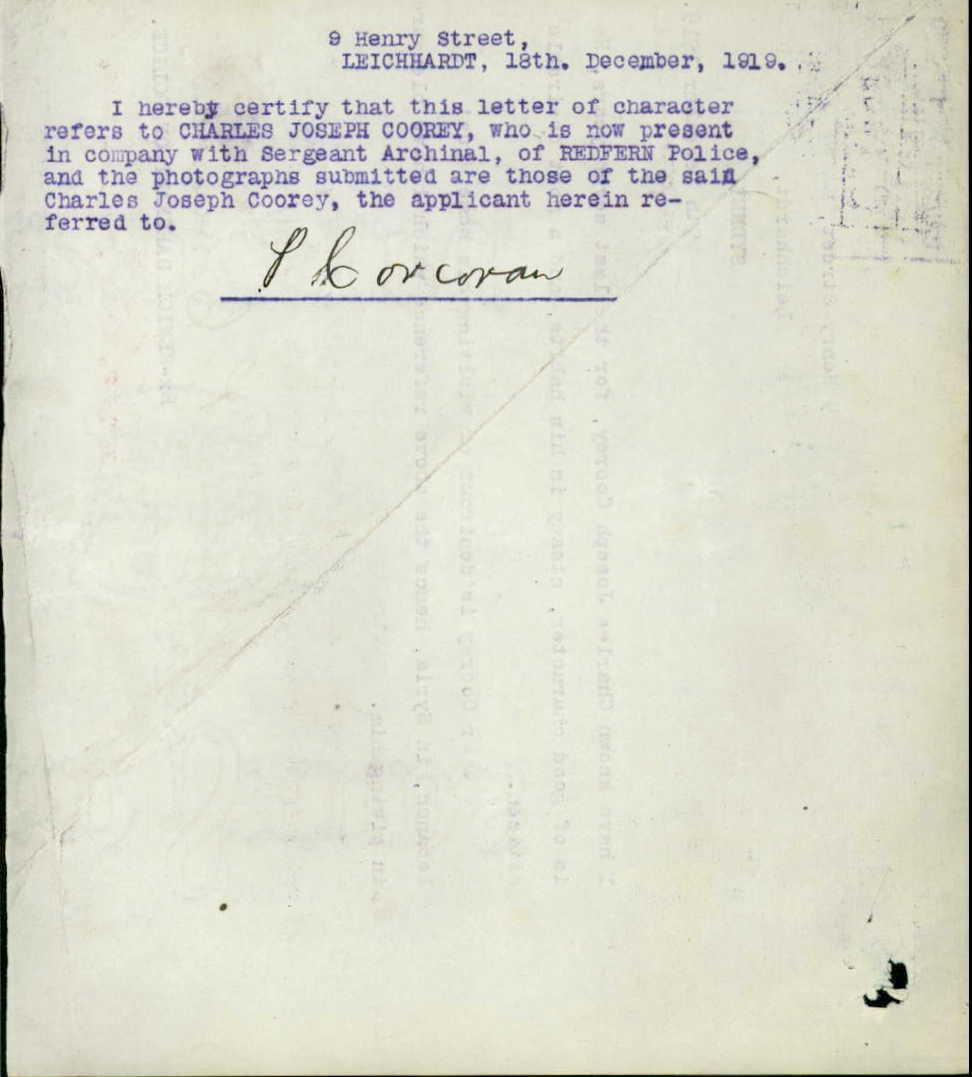 9 Henry Street,
LEICHHARDT, 18th. December, 1919.
I hereby certify that this letter of character
refers to CHARLES JOSEPH COOREY, who is now present
in company with Sergeant Archinal, of REDFERN Police,
and the photographs submitted are those of the said
Charles Joseph Coorey, the applicant herein re-
ferred to.
P Corcoran